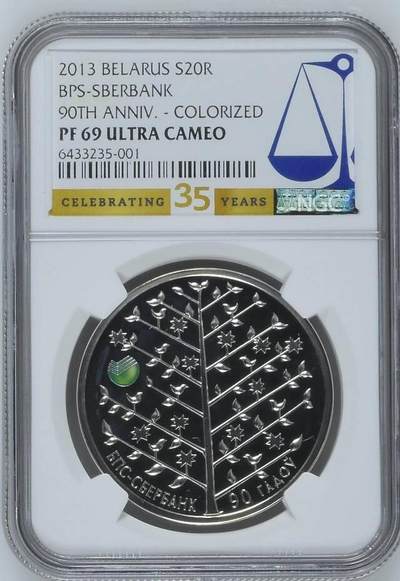 2013 BELARUS S20R
BPS-SBERBANK
90TH ANNIV. - COLORIZED
PF 69 ULTRA CAMEO
6433235-001
CELEBRATING 35 YEARS
NGC
БПС-СБЕРБАНК 90 ГАДОЎ